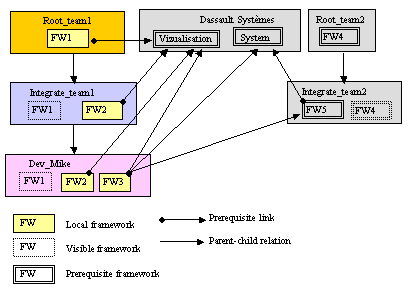 Root_team1
Dassault Systèmes
Root_team2
FW1
Vizualisation
System
FW4
Integrate_team1
Integrate_team2
FW1
FW2
FW5
FW4
Dev_Mike
FW1
FW2
FW3
FW
Local framework
Prerequisite link
FW
Visible framework
Parent-child relation
FW
Prerequisite framework